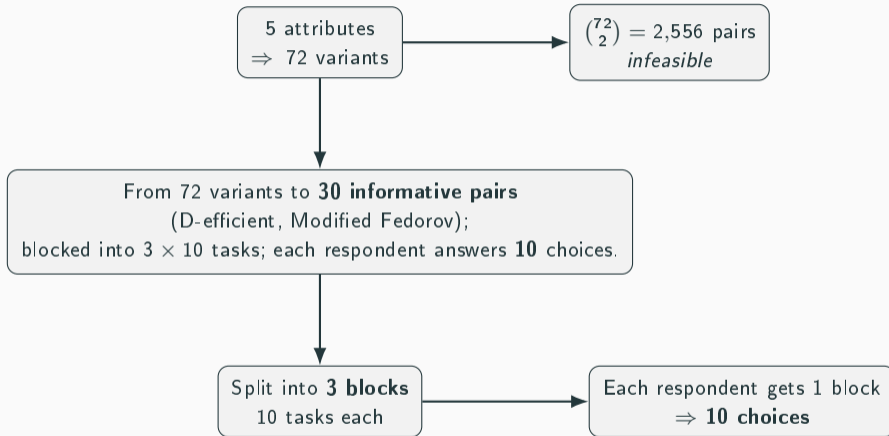 5 attributes
⇒ 72 variants
(72 2) = 2,556 pairs
infeasible
From 72 variants to 30 informative pairs
(D-efficient, Modified Fedorov);
blocked into 3 × 10 tasks; each respondent answers 10 choices.
Split into 3 blocks
10 tasks each
Each respondent gets 1 block
⇒ 10 choices